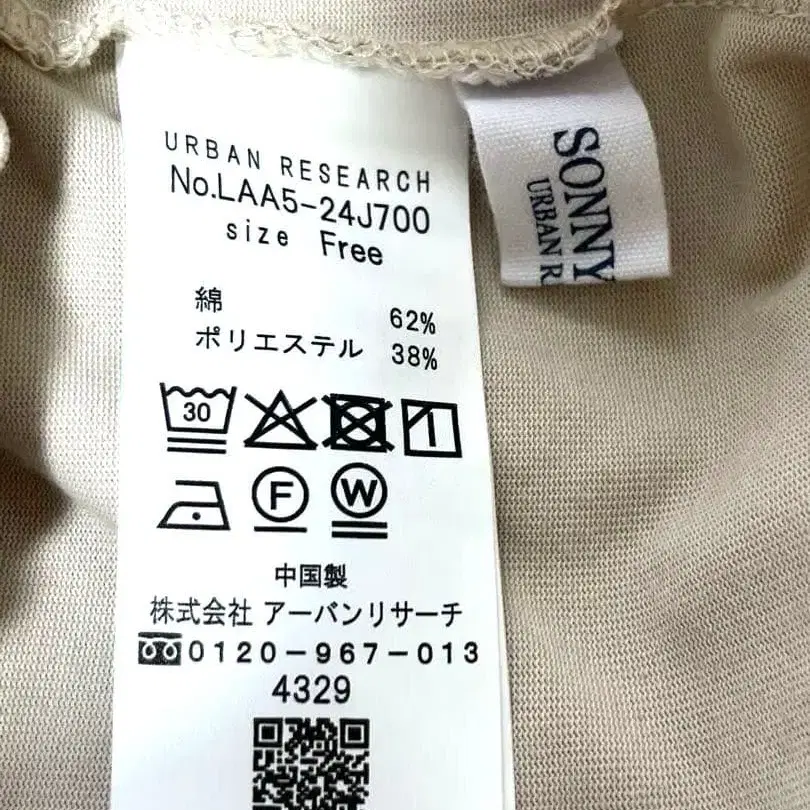 URBAN RESEARCH
No.LAA5-24J700
size Free
綿 62%
ポリエステル 38%
30
F
W
中国製
株式会社 アーバンリサーチ
0120-967-013
4329
SONNY
URBAN R